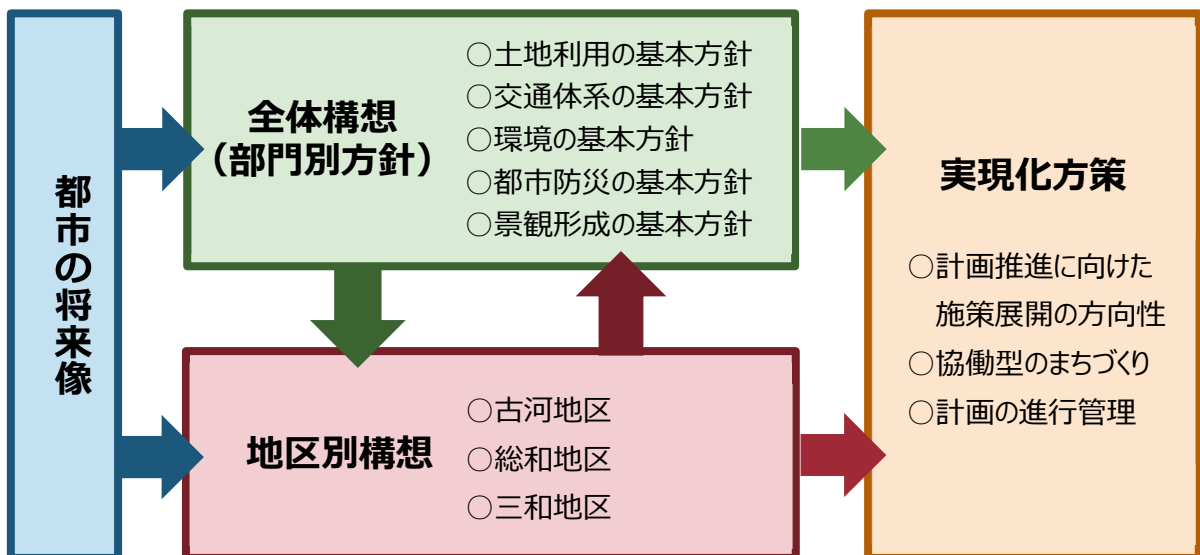 都市の将来像
全体構想
（部門別方針）
○土地利用の基本方針
○交通体系の基本方針
○環境の基本方針
○都市防災の基本方針
○景観形成の基本方針
地区別構想
○古河地区
○総和地区
○三和地区
実現化方策
○計画推進に向けた
施策展開の方向性
○協働型のまちづくり
○計画の進行管理